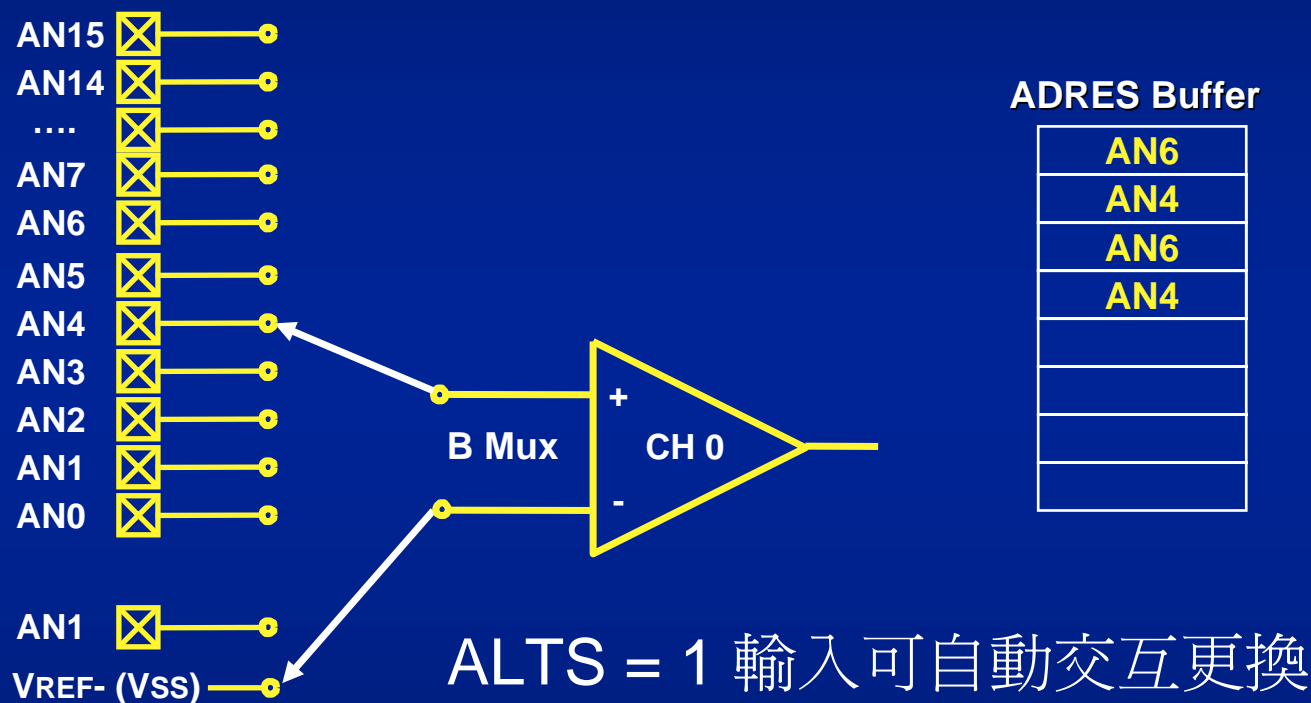 AN15
AN14
....
AN7
AN6
AN5
AN4
AN3
AN2
AN1
AN0
AN1
VREF- (VSS)
B Mux
+
CH 0
-
ADRES Buffer
AN6
AN4
AN6
AN4
ALTS = 1 輸入可自動交互更換